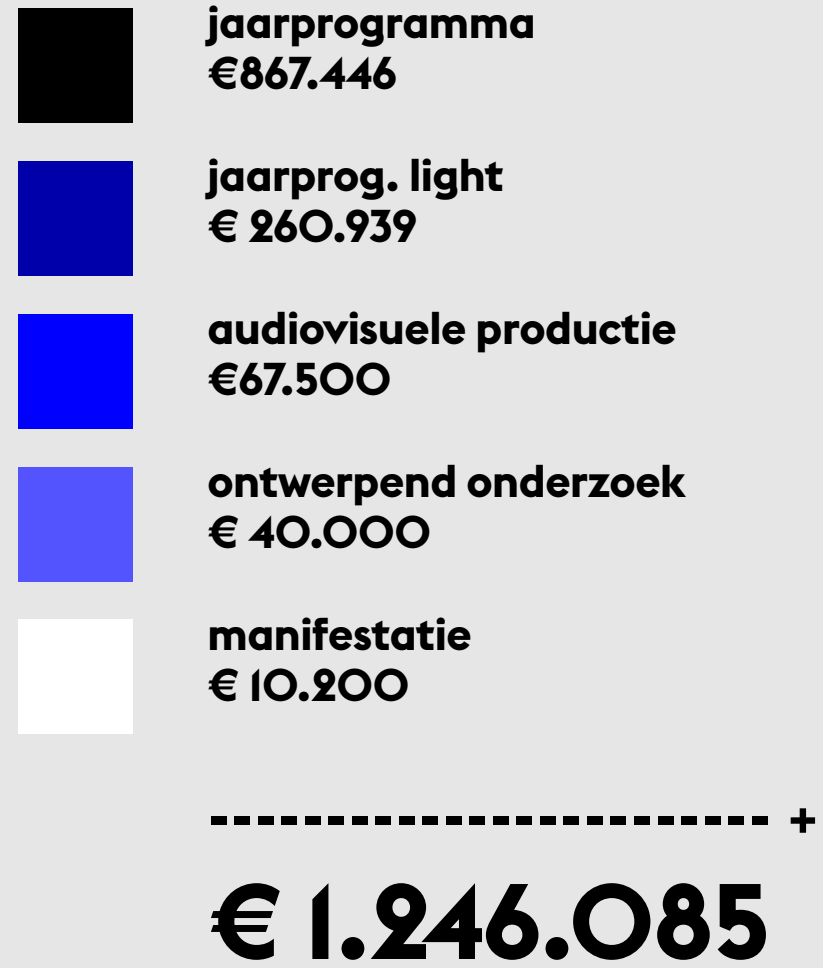 jaarprogramma
€867.446
jaarprog. light
€ 260.939
audiovisuele productie
€67.500
ontwerpend onderzoek
€ 40.000
manifestatie
€ 10.200
------------------------ +
€ 1.246.085